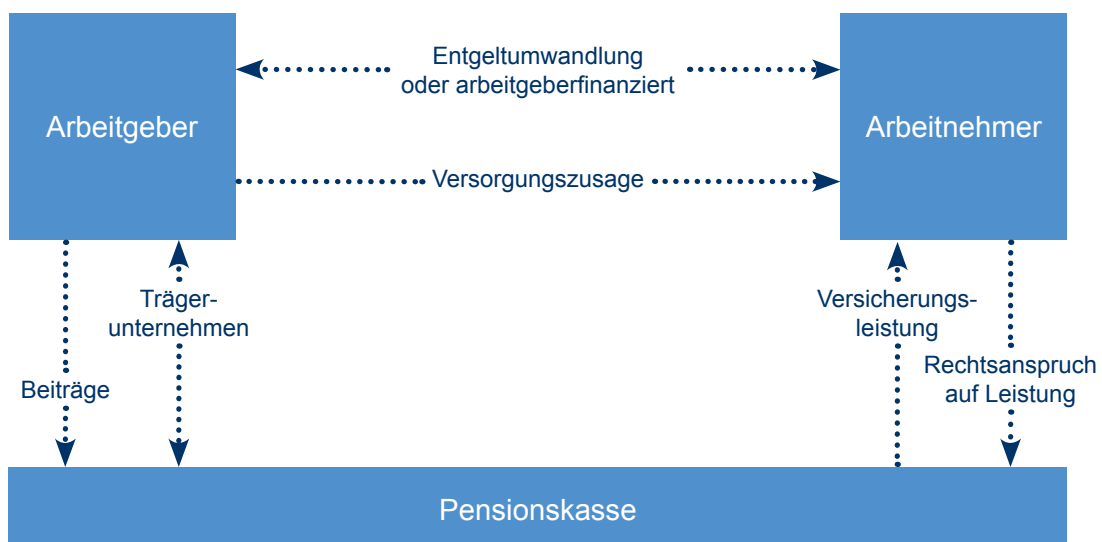 Entgeltumwandlung
oder arbeitgeberfinanziert
Arbeitgeber
Arbeitnehmer
Versorgungszusage
Träger-
unternehmen
Versicherungs-
leistung
Beiträge
Rechtsanspruch
auf Leistung
Pensionskasse